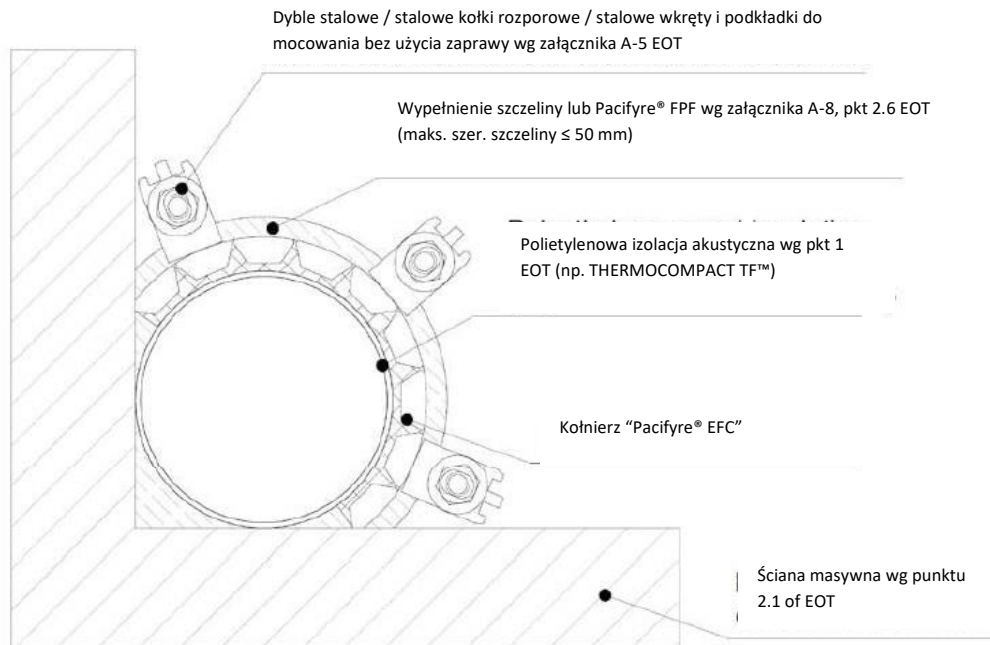 Dyble stalowe / stalowe kołki rozporowe / stalowe wkręty i podkładki do
mocowania bez użycia zaprawy wg załącznika A-5 EOT
Wypełnienie szczeliny lub Pacifyre® FPF wg załącznika A-8, pkt 2.6 EOT
(maks. szer. szczeliny ≤ 50 mm)
Polietylenowa izolacja akustyczna wg pkt 1
EOT (np. THERMOCOMPACT TF™)
Kołnierz “Pacifyre® EFC”
Ściana masywna wg punktu
2.1 of EOT